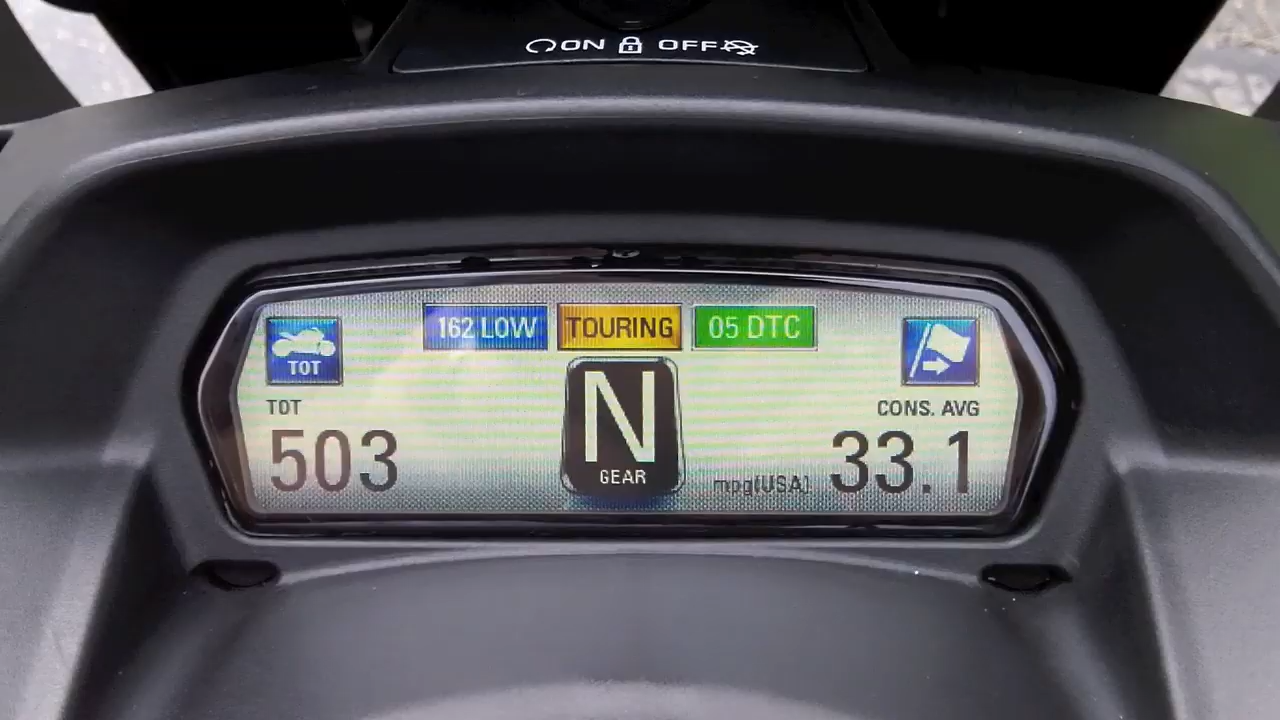 ON OFF
162 LOW TOURING 05 DTC
TOT
TOT CONS. AVG
503 N mpg(USA) 33.1
GEAR